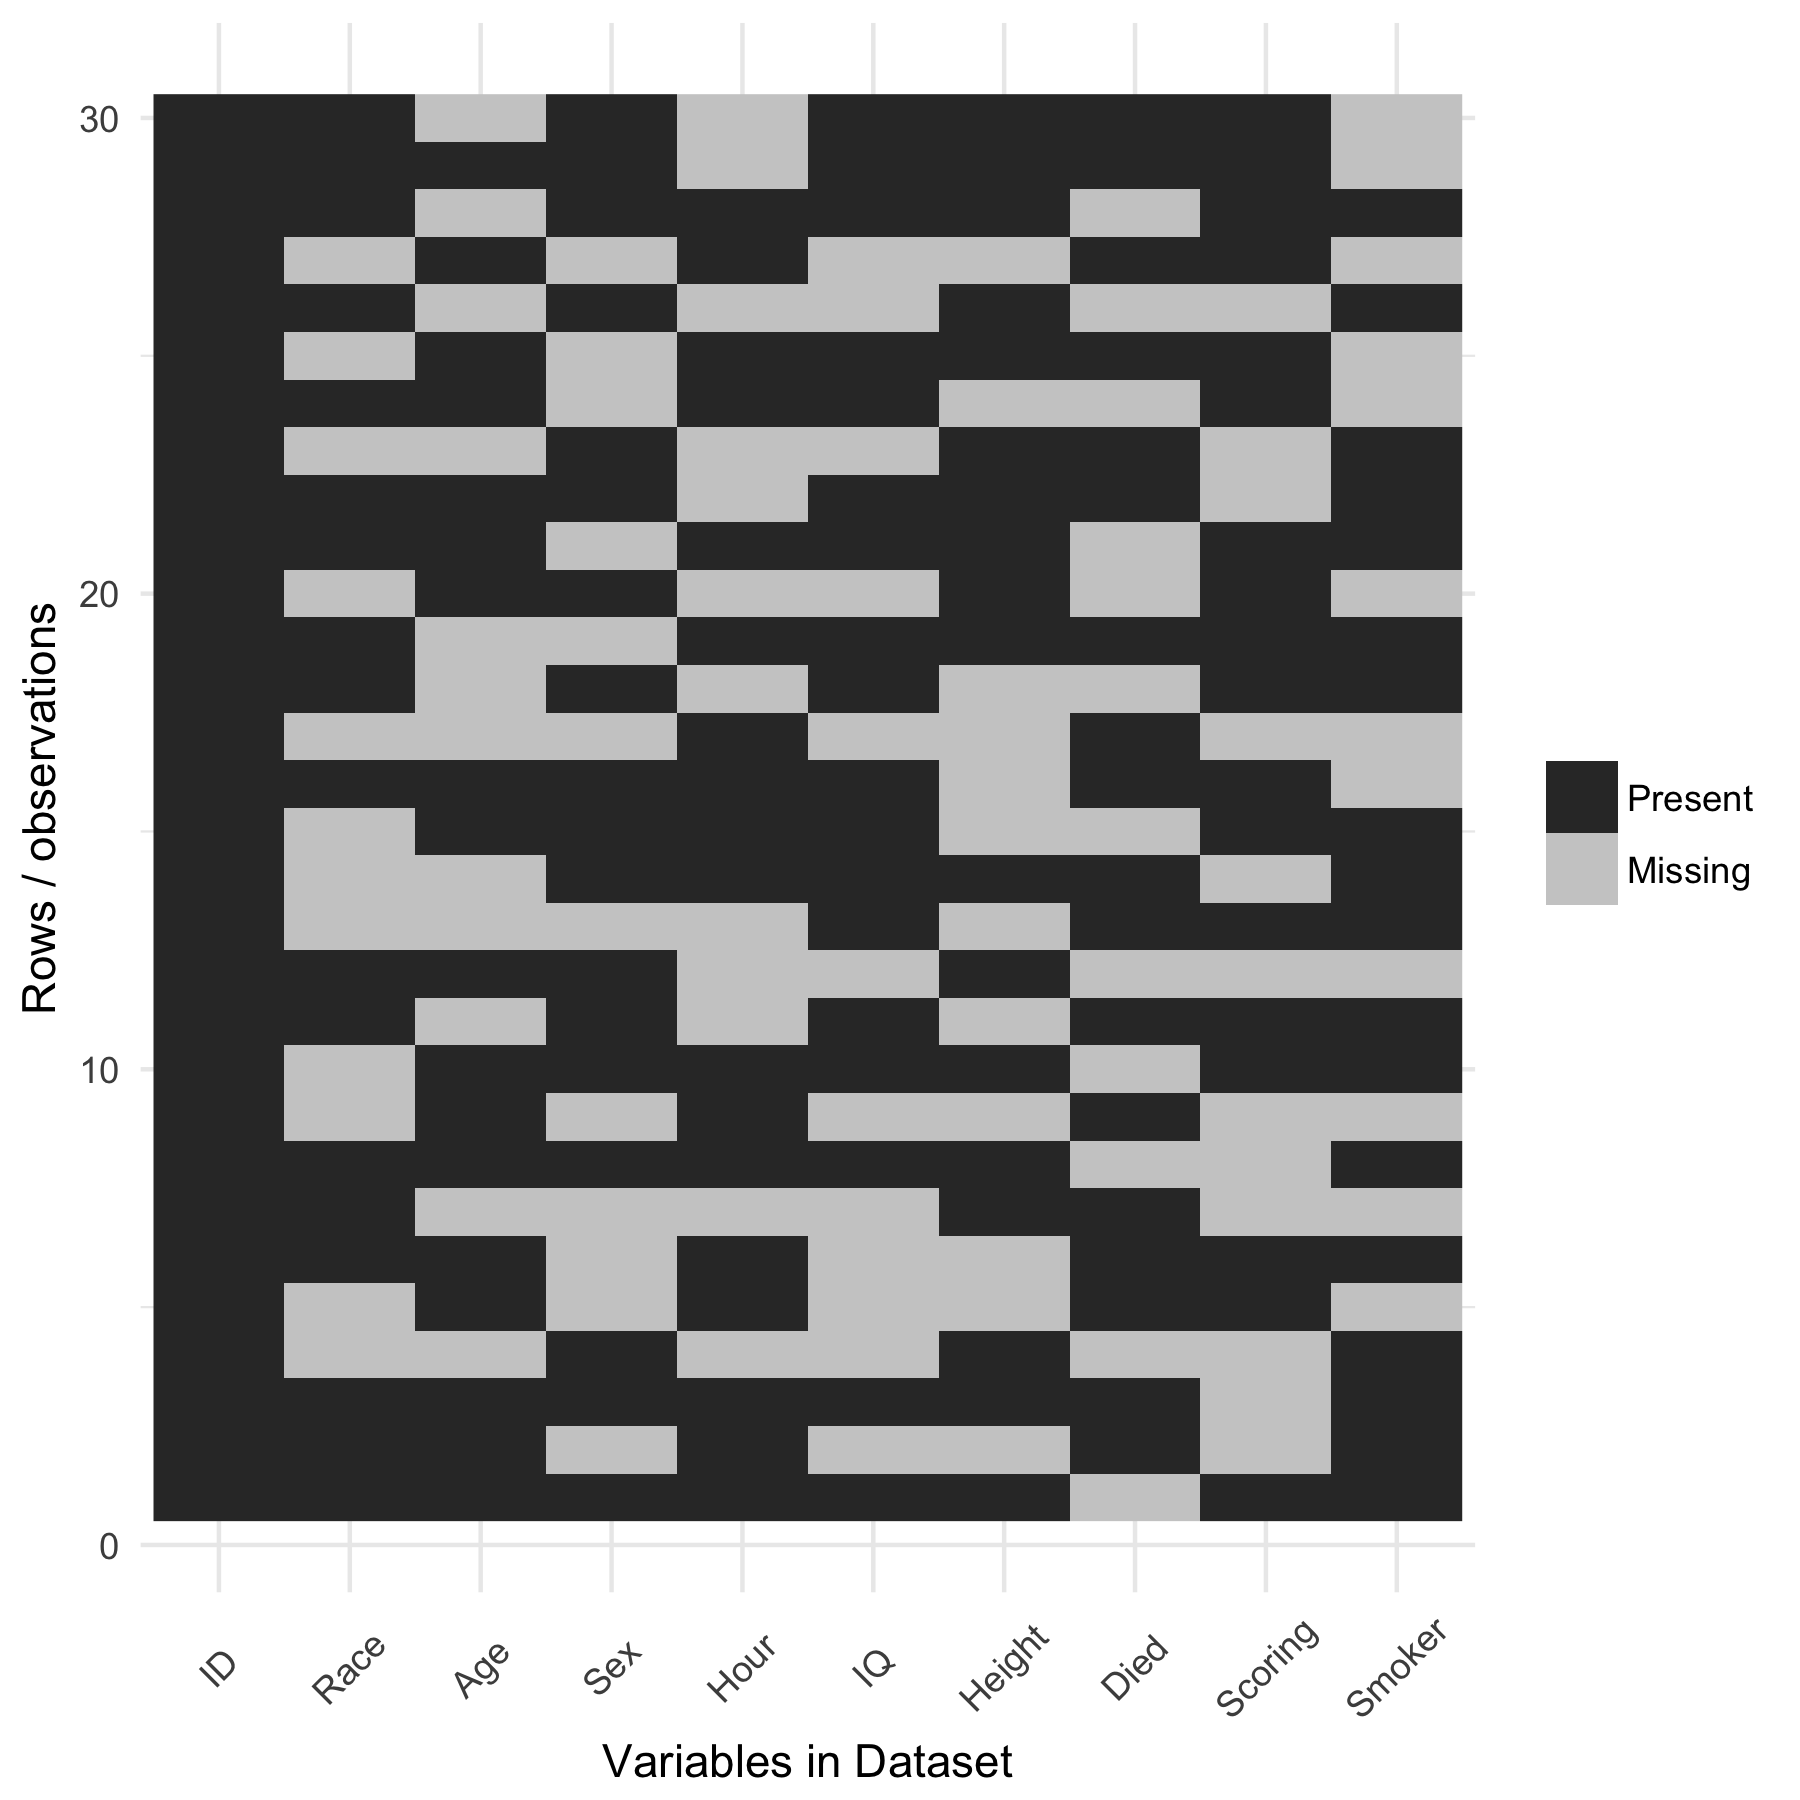 30
20
10
0
Rows / observations
ID
Race
Age
Sex
Hour
IQ
Height
Died
Scoring
Smoker
Variables in Dataset
Present
Missing